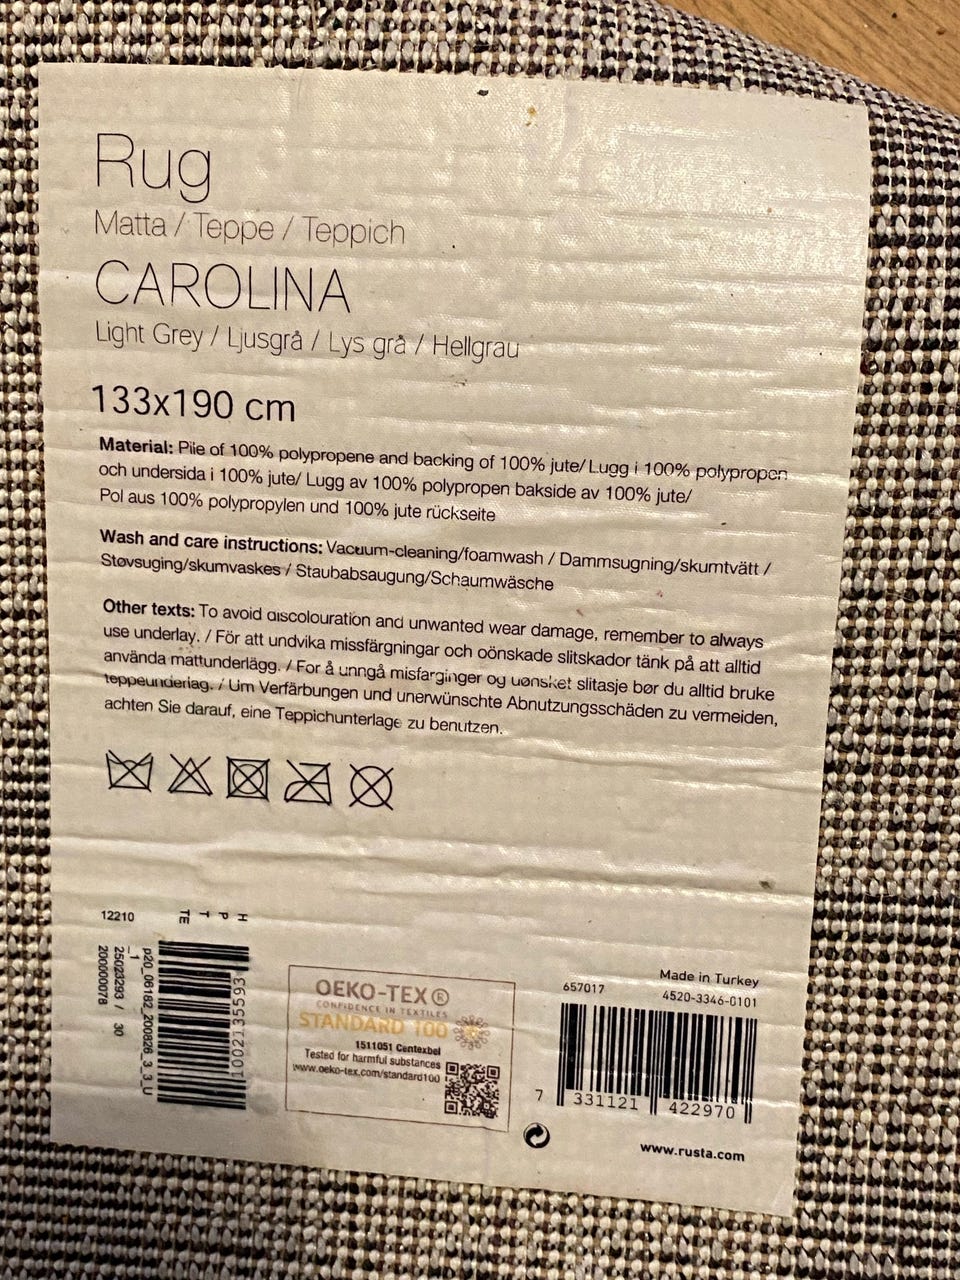 Rug
Matta / Teppe / Teppich
CAROLINA
Light Grey / Ljusgrå / Lys grå / Hellgrau
133x190 cm
Material: Pile of 100% polypropene and backing of 100% jute/ Lugg i 100% polypropen
och undersida i 100% jute/ Lugg av 100% polypropen bakside av 100% jute/
Pol aus 100% polypropylen und 100% jute rückseite
Wash and care instructions: Vacuum-cleaning/foamwash / Dammsugning/skumtvätt /
Støvsuging/skumvaskes / Staubabsaugung/Schaumwäsche
Other texts: To avoid discolouration and unwanted wear damage, remember to always
use underlay. / För att undvika missfärgningar och oönskade slitskador tänk på att alltid
använda mattunderlägg. / For å unngå misfarginger og uønsket slitasje bør du alltid bruke
teppeunderlag. / Um Verfärbungen und unerwünschte Abnutzungsschäden zu vermeiden,
achten Sie darauf, eine Teppichunterlage zu benutzen.
12210
H P T TE
1002135593
p20_06182_200826_3_3_U
_1
25023293 / 30
2000000078
OEKO-TEX®
CONFIDENCE IN TEXTILES
STANDARD 100
1511051 Centexbel
Tested for harmful substances
www.oeko-tex.com/standard100
Made in Turkey
657017 4520-3346-0101
7 331121 422970
www.rusta.com